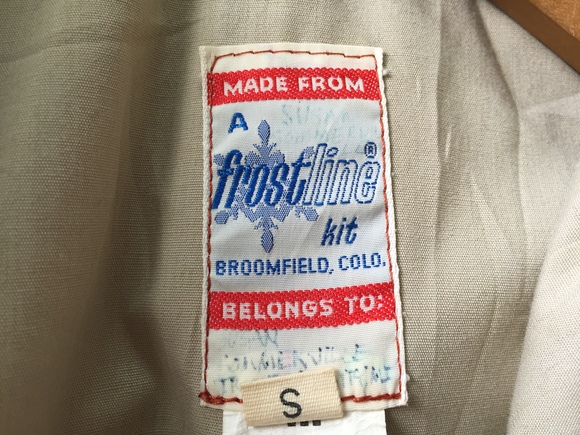 MADE FROM
A
frostline®
kit
BROOMFIELD, COLO.
BELONGS TO:
S